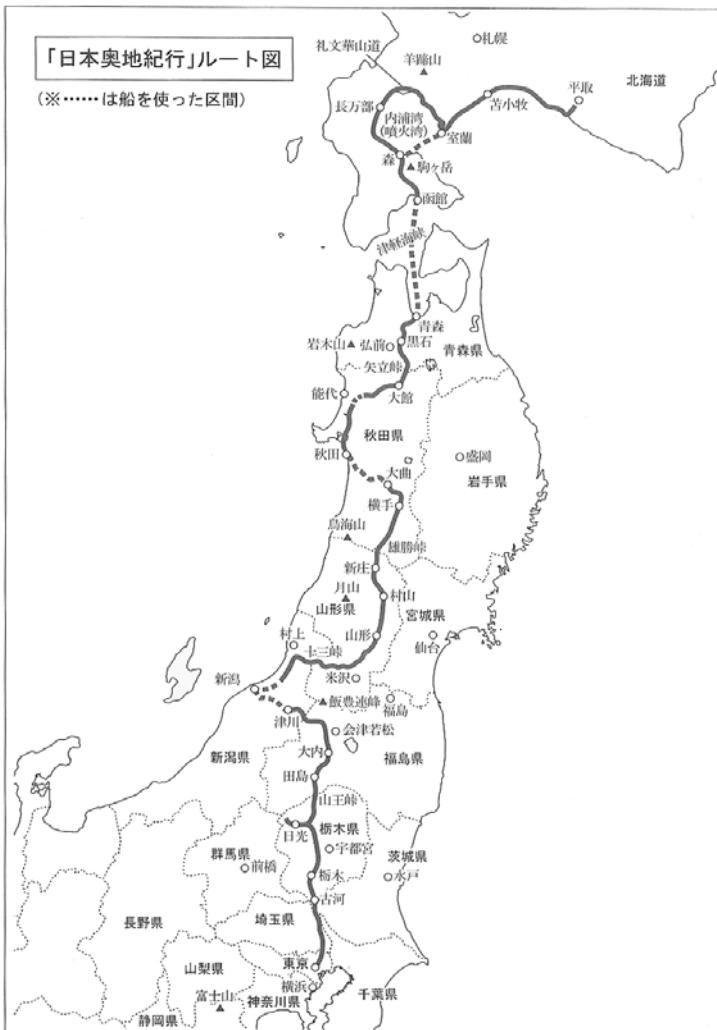 「日本奥地紀行」ルート図
(※……は船を使った区間)
礼文華山道
羊蹄山
札幌
北海道
平取
苫小牧
長万部
内浦湾
(噴火湾)
室蘭
森
駒ヶ岳
函館
津軽海峡
青森
岩木山
弘前
黒石
青森県
矢立峠
能代
大館
秋田県
秋田
盛岡
大曲
岩手県
横手
鳥海山
雄勝峠
新庄
月山
村山
山形県
宮城県
村上
山形
仙台
十三峠
新潟
米沢
飯豊連峰
福島
津川
会津若松
新潟県
大内
福島県
田島
山王峠
日光
栃木県
群馬県
宇都宮
茨城県
前橋
栃木
水戸
古河
長野県
埼玉県
山梨県
東京
富士山
横浜
神奈川県
千葉県
静岡県